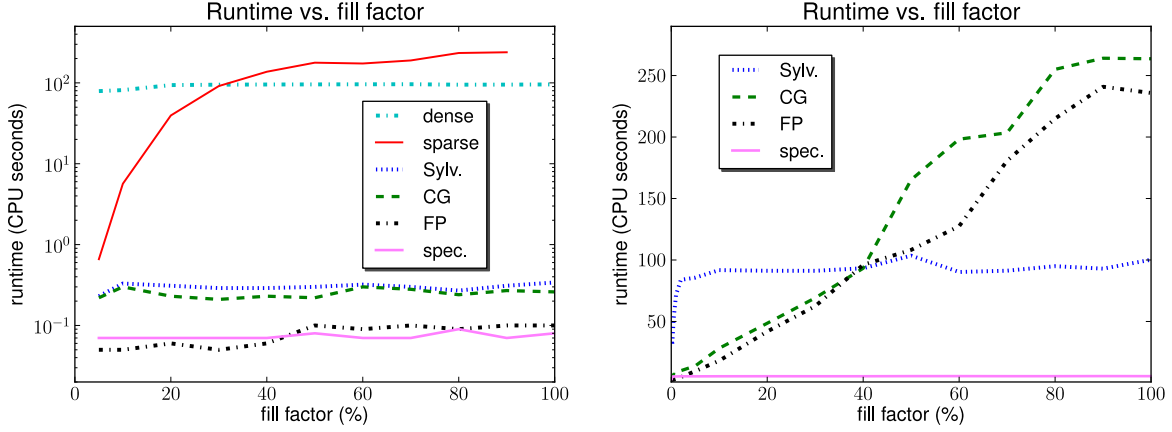 Runtime vs. fill factor
runtime (CPU seconds)
10^2
10^1
10^0
10^-1
dense
sparse
Sylv.
CG
FP
spec.
0 20 40 60 80 100
fill factor (%)
Runtime vs. fill factor
runtime (CPU seconds)
250
200
150
100
50
Sylv.
CG
FP
spec.
0 20 40 60 80 100
fill factor (%)